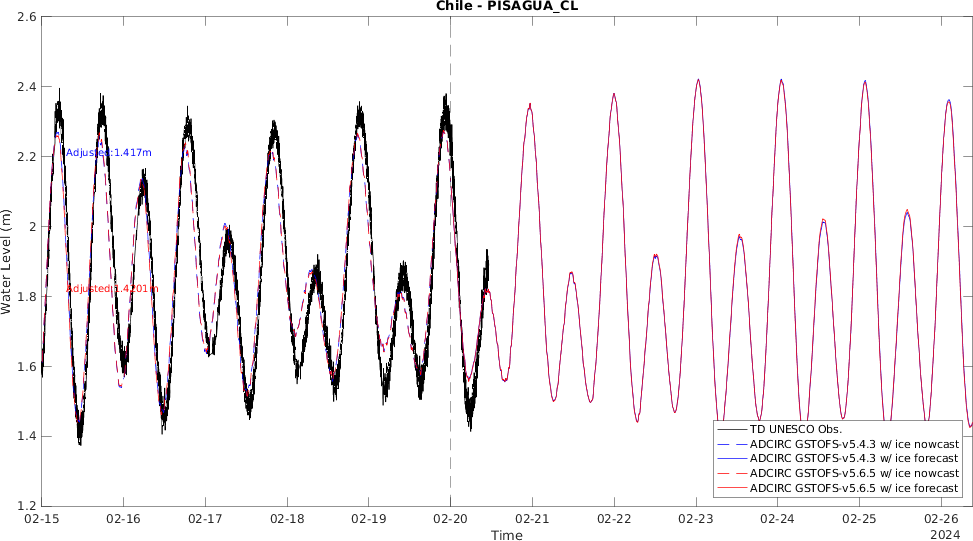 Chile - PISAGUA_CL
2.6
2.4
2.2
2
1.8
1.6
1.4
1.2
Water Level (m)
Adjusted:1.417m
Adjusted:1.4201m
TD UNESCO Obs.
ADCIRC GSTOFS-v5.4.3 w/ ice nowcast
ADCIRC GSTOFS-v5.4.3 w/ ice forecast
ADCIRC GSTOFS-v5.6.5 w/ ice nowcast
ADCIRC GSTOFS-v5.6.5 w/ ice forecast
02-15 02-16 02-17 02-18 02-19 02-20 02-21 02-22 02-23 02-24 02-25 02-26
2024
Time